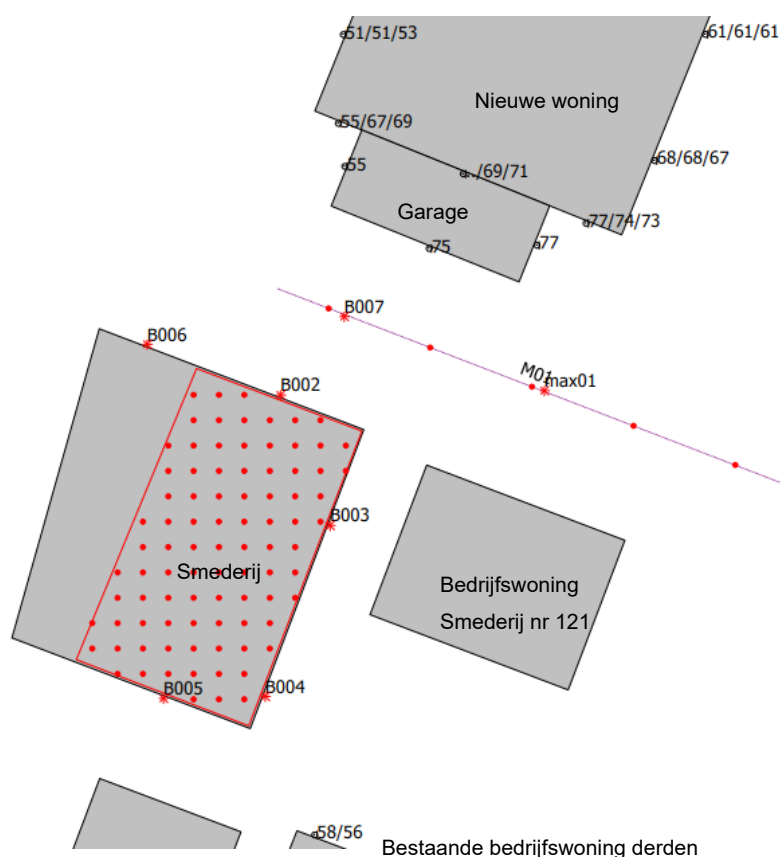 51/51/53
61/61/61
Nieuwe woning
55/67/69
68/68/67
55
/69/71
Garage
77/74/73
75
77
B007
B006
M01
max01
B002
B003
Smederij
Bedrijfswoning
Smederij nr 121
B005
B004
58/56
Bestaande bedrijfswoning derden